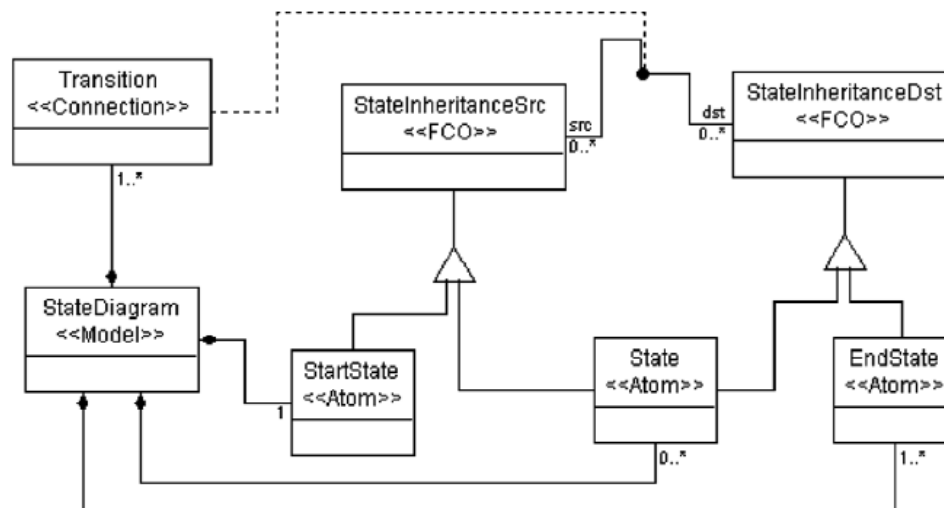 Transition
<<Connection>>
1..*
StateInheritanceSrc
<<FCO>>
src
0..*
StateInheritanceDst
<<FCO>>
dst
0..*
StateDiagram
<<Model>>
StartState
<<Atom>>
1
State
<<Atom>>
0..*
EndState
<<Atom>>
1..*